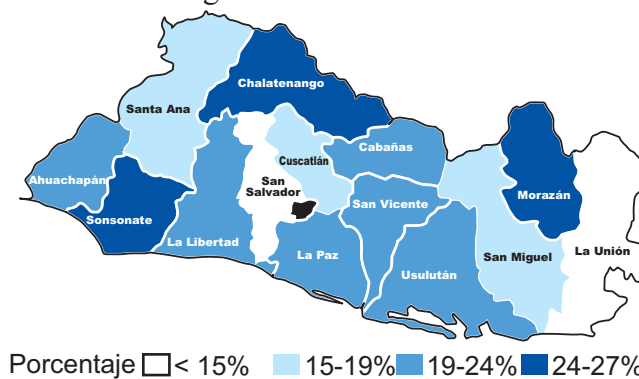 Chalatenango
Santa Ana
Cabañas
Cuscatlán
Ahuachapán
San
Salvador
Morazán
San Vicente
Sonsonate
La Libertad
La Paz
Usulután
San Miguel
La Unión
Porcentaje < 15% 15-19% 19-24% 24-27%